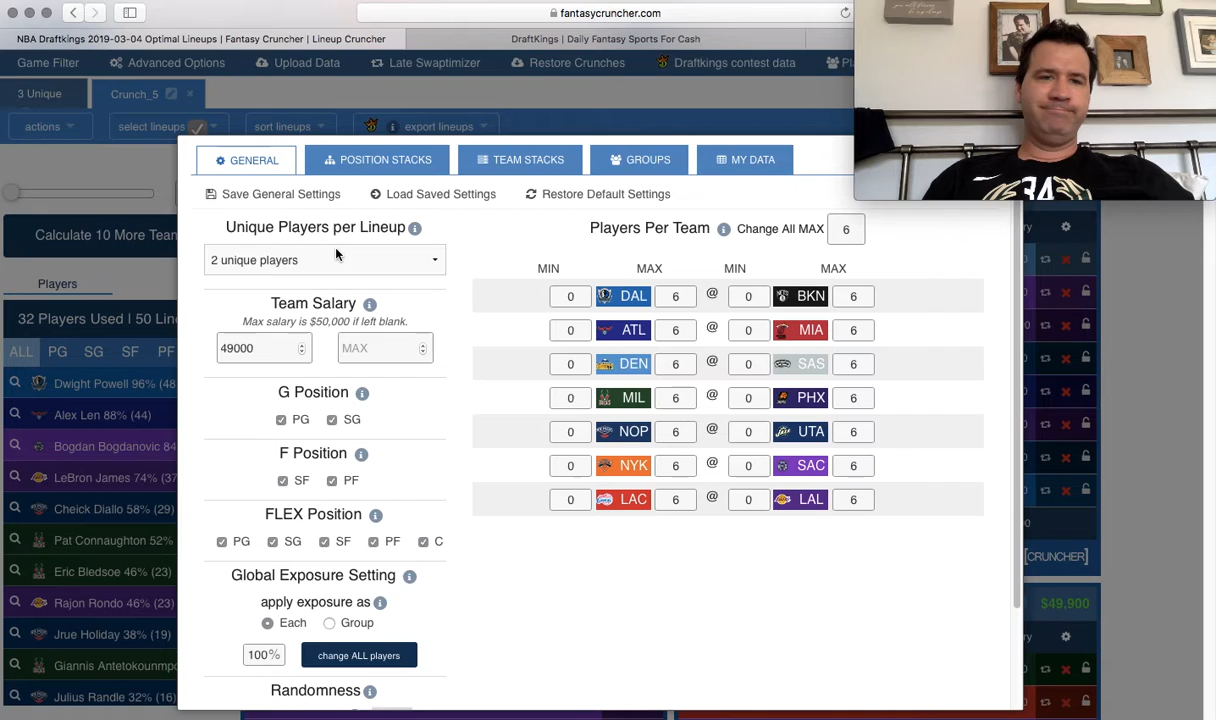 fantasycruncher.com
NBA Draftkings 2019-03-04 Optimal Lineups | Fantasy Cruncher | Lineup Cruncher
DraftKings | Daily Fantasy Sports For Cash
Game Filter Advanced Options Upload Data Late Swaptimizer Restore Crunches Draftkings contest data
3 Unique Crunch_5
actions select lineups sort lineups export lineups
GENERAL POSITION STACKS TEAM STACKS GROUPS MY DATA
Save General Settings Load Saved Settings Restore Default Settings
34
Calculate 10 More
Players
32 Players Used | 50
ALL PG SG SF PF
Dwight Powell 96% (48
Alex Len 88% (44)
Bogdan Bogdanovic 84
LeBron James 74% (37
Cheick Diallo 58% (29)
Pat Connaughton 52%
Eric Bledsoe 46% (23)
Rajon Rondo 46% (23)
Jrue Holiday 38% (19)
Giannis
Julius Randle 32% (16)
Unique Players per Lineup
2 unique players
Team Salary
Max salary is $50,000 if left blank.
49000 MAX
G Position
PG SG
F Position
SF PF
FLEX Position
PG SG SF PF C
Global Exposure Setting
apply exposure as
Each Group
100% change ALL players
Randomness
Players Per Team Change All MAX 6
MIN MAX MIN MAX
0 DAL 6 @ 0 BKN 6
0 ATL 6 @ 0 MIA 6
0 DEN 6 @ 0 SAS 6
0 MIL 6 @ 0 PHX 6
0 NOP 6 @ 0 UTA 6
0 NYK 6 @ 0 SAC 6
0 LAC 6 @ 0 LAL 6
[CRUNCHER]
$49,900